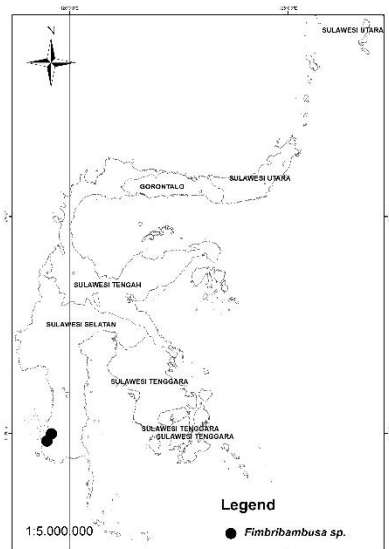 SULAWESI UTARA
SULAWESI UTARA
GORONTALO
SULAWESI TENGAH
SULAWESI SELATAN
SULAWESI TENGGARA
SULAWESI TENGGARA
SULAWESI TENGGARA
Legend
1:5.000.000
Fimbribambusa sp.